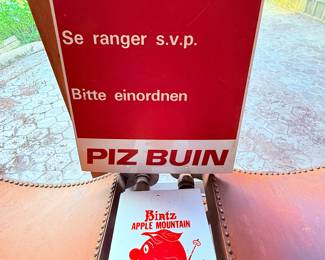 Se ranger s.v.p.
Bitte einordnen
PIZ BUIN
Bintz
APPLE MOUNTAIN